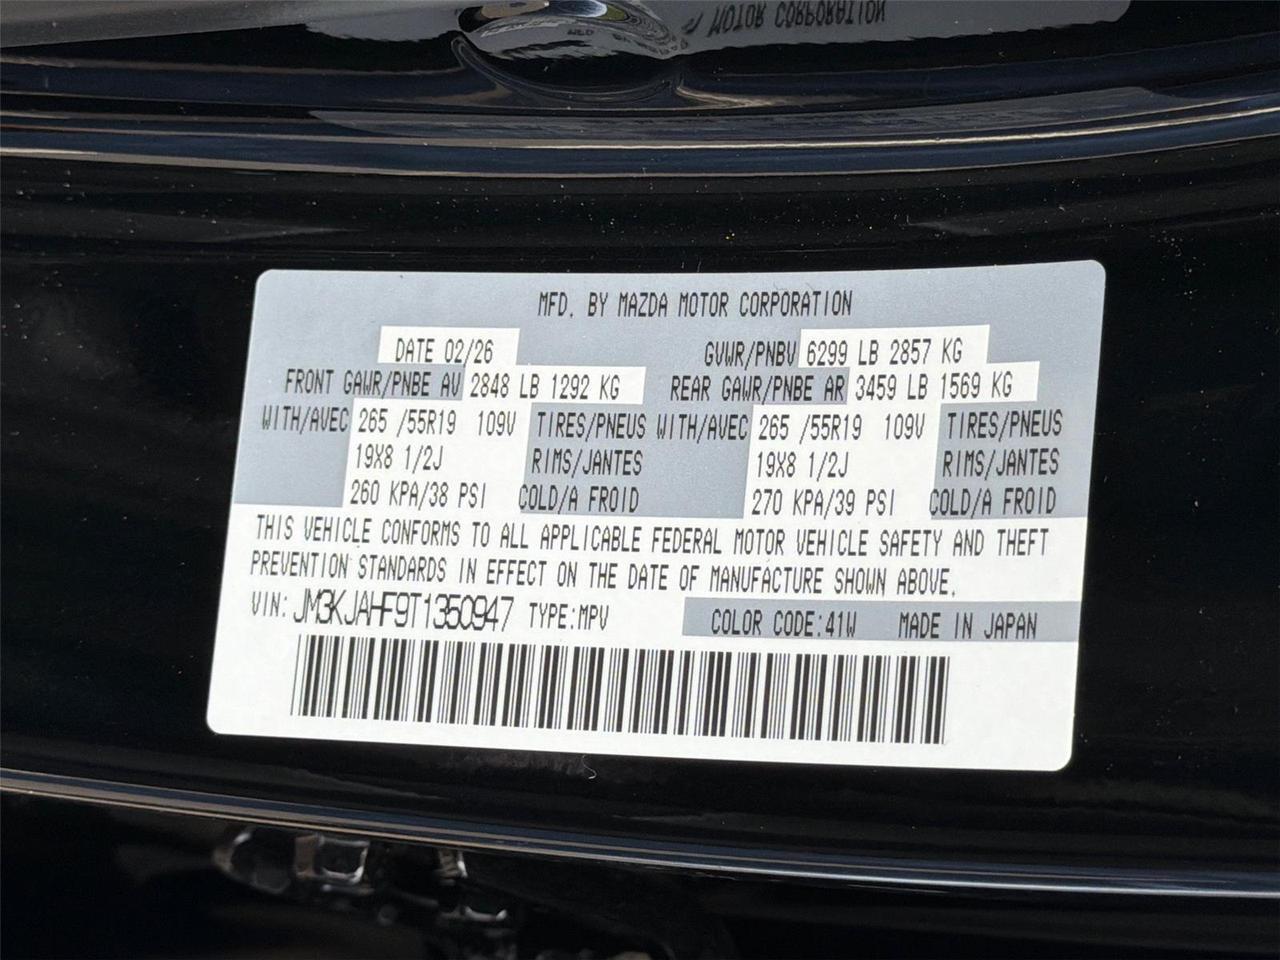 MOTOR CORPORATION
MFD. BY MAZDA MOTOR CORPORATION
DATE 02/26 GVWR/PNBV 6299 LB 2857 KG
FRONT GAWR/PNBE AV 2848 LB 1292 KG REAR GAWR/PNBE AR 3459 LB 1569 KG
WITH/AVEC 265 /55R19 109V TIRES/PNEUS WITH/AVEC 265 /55R19 109V TIRES/PNEUS
19X8 1/2J RIMS/JANTES 19X8 1/2J RIMS/JANTES
260 KPA/38 PSI COLD/A FROID 270 KPA/39 PSI COLD/A FROID
THIS VEHICLE CONFORMS TO ALL APPLICABLE FEDERAL MOTOR VEHICLE SAFETY AND THEFT
PREVENTION STANDARDS IN EFFECT ON THE DATE OF MANUFACTURE SHOWN ABOVE.
VIN: JM3KJAHF9T1350947 TYPE:MPV COLOR CODE:41W MADE IN JAPAN